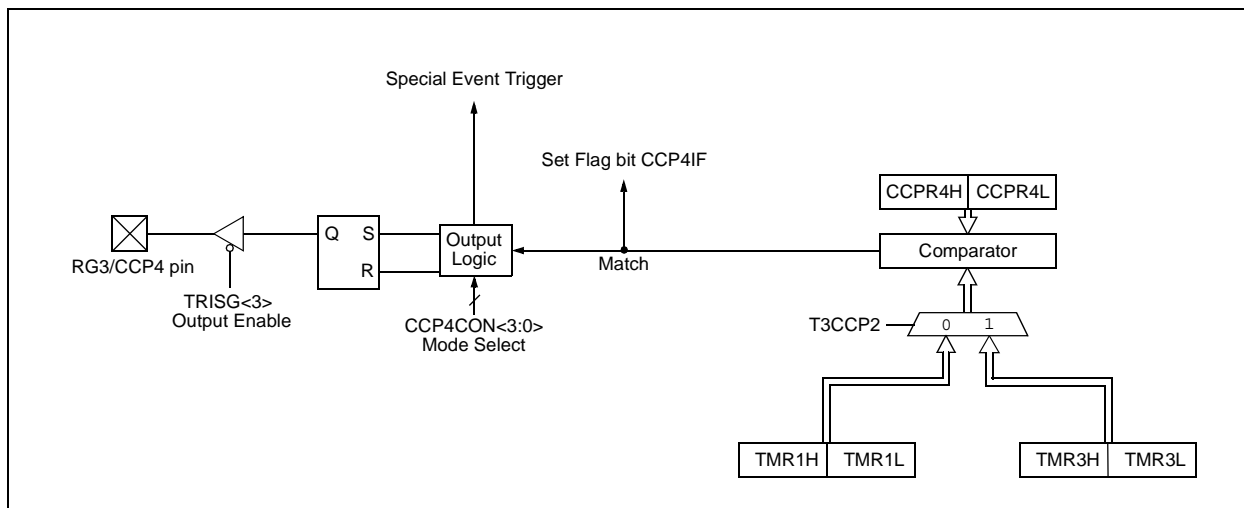 Special Event Trigger
Set Flag bit CCP4IF
CCPR4H CCPR4L
Q S
R
Output
Logic
Match
Comparator
RG3/CCP4 pin
TRISG<3>
Output Enable
CCP4CON<3:0>
Mode Select
T3CCP2
0 1
TMR1H TMR1L
TMR3H TMR3L